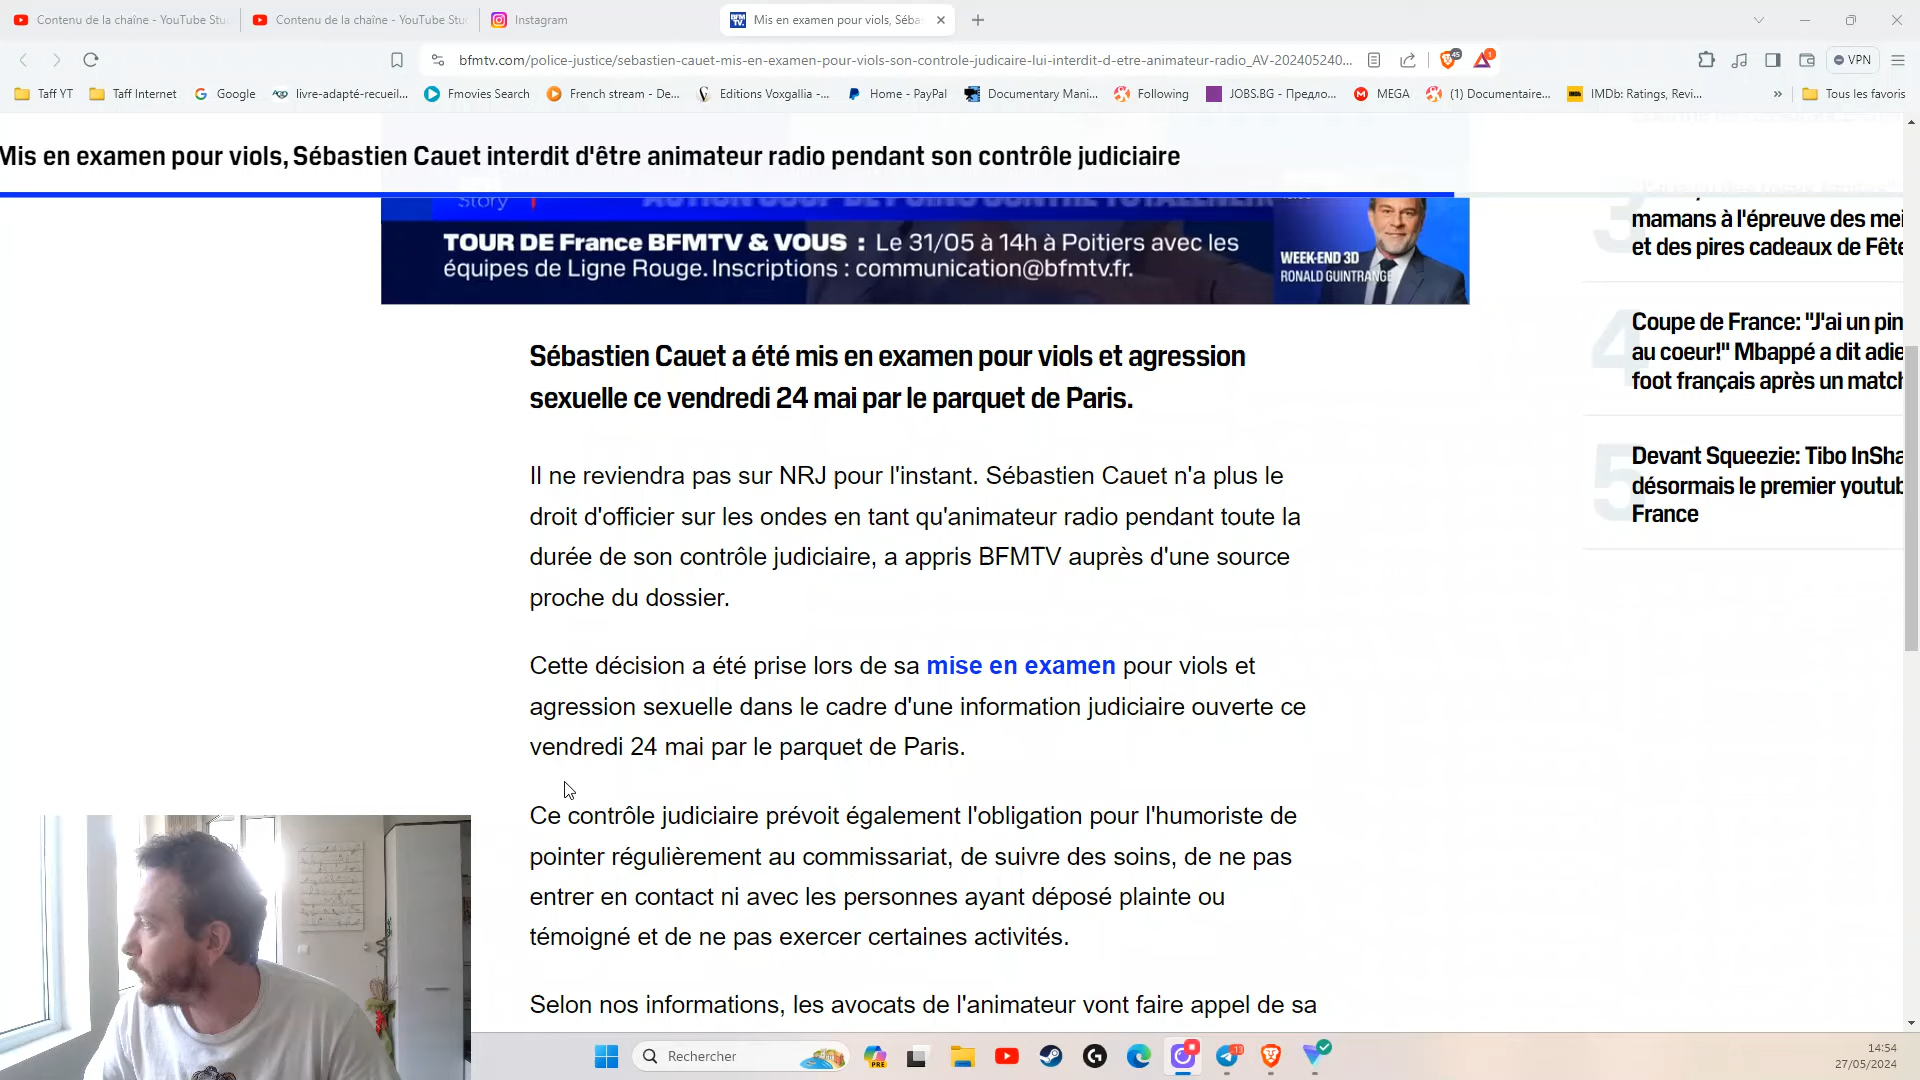 Contenu de la chaîne - YouTube Stu
Contenu de la chaîne - YouTube Stu
Instagram
Mis en examen pour viols, Séba
bfmtv.com/police-justice/sebastien-cauet-mis-en-examen-pour-viols-son-controle-judicaire-lui-interdit-d-etre-animateur-radio_AV-202405240...
45
1
VPN
Taff YT
Taff Internet
Google
livre-adapté-recueil...
Fmovies Search
French stream - De...
Editions Voxgallia -...
Home - PayPal
Documentary Mani...
Following
JOBS.BG - Предло...
MEGA
(1) Documentaire...
IMDb: Ratings, Revi...
»
Tous les favoris
Mis en examen pour viols, Sébastien Cauet interdit d'être animateur radio pendant son contrôle judiciaire
Story
TOUR DE France BFMTV & VOUS : Le 31/05 à 14h à Poitiers avec les
équipes de Ligne Rouge. Inscriptions : communication@bfmtv.fr.
WEEK-END 3D
RONALD GUINTRANGE
Sébastien Cauet a été mis en examen pour viols et agression
sexuelle ce vendredi 24 mai par le parquet de Paris.
Il ne reviendra pas sur NRJ pour l'instant. Sébastien Cauet n'a plus le
droit d'officier sur les ondes en tant qu'animateur radio pendant toute la
durée de son contrôle judiciaire, a appris BFMTV auprès d'une source
proche du dossier.
Cette décision a été prise lors de sa mise en examen pour viols et
agression sexuelle dans le cadre d'une information judiciaire ouverte ce
vendredi 24 mai par le parquet de Paris.
Ce contrôle judiciaire prévoit également l'obligation pour l'humoriste de
pointer régulièrement au commissariat, de suivre des soins, de ne pas
entrer en contact ni avec les personnes ayant déposé plainte ou
témoigné et de ne pas exercer certaines activités.
Selon nos informations, les avocats de l'animateur vont faire appel de sa
3
mamans à l'épreuve des mei
et des pires cadeaux de Fête
4
Coupe de France: "J'ai un pin
au coeur!" Mbappé a dit adie
foot français après un match
5
Devant Squeezie: Tibo InSha
désormais le premier youtub
France
Rechercher
PRE
13
14:54
27/05/2024